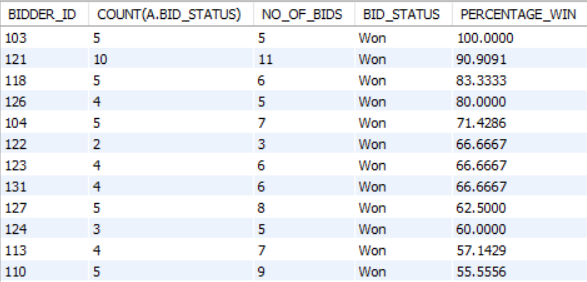 BIDDER_ID COUNT(A.BID_STATUS) NO_OF_BIDS BID_STATUS PERCENTAGE_WIN
103 5 5 Won 100.0000
121 10 11 Won 90.9091
118 5 6 Won 83.3333
126 4 5 Won 80.0000
104 5 7 Won 71.4286
122 2 3 Won 66.6667
123 4 6 Won 66.6667
131 4 6 Won 66.6667
127 5 8 Won 62.5000
124 3 5 Won 60.0000
113 4 7 Won 57.1429
110 5 9 Won 55.5556